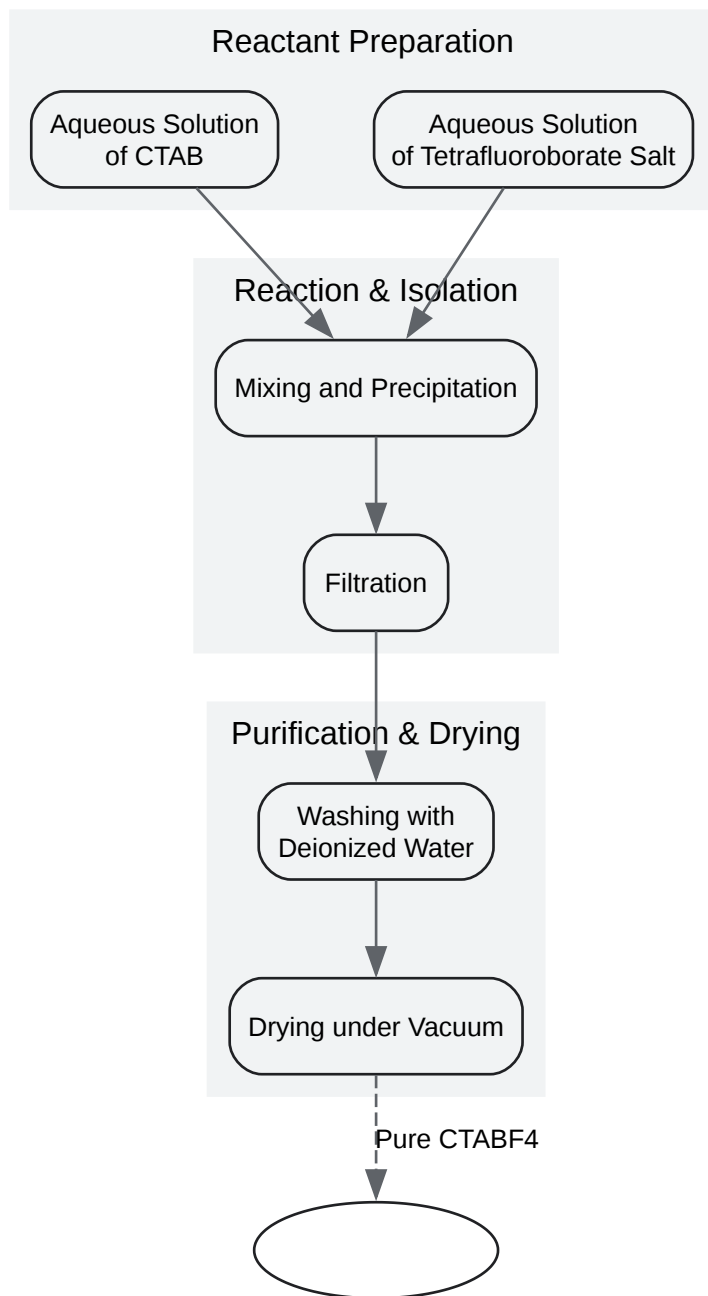 Reactant Preparation
Aqueous Solution
of CTAB
Aqueous Solution
of Tetrafluoroborate Salt
Reaction & Isolation
Mixing and Precipitation
Filtration
Purification & Drying
Washing with
Deionized Water
Drying under Vacuum
Pure CTABF4